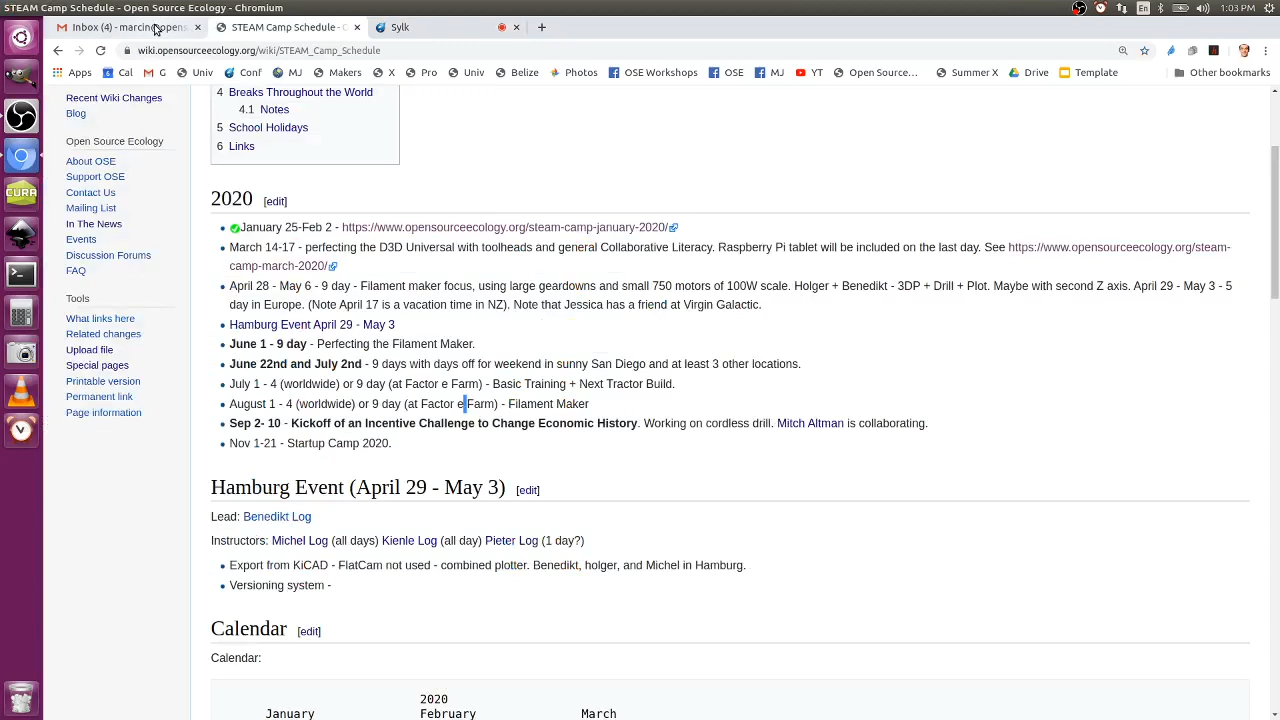 STEAM Camp Schedule - Open Source Ecology - Chromium
En
1:03 PM
Inbox (4) - marcin@opens
STEAM Camp Schedule - O
Sylk
wiki.opensourceecology.org/wiki/STEAM_Camp_Schedule
Apps
Cal
G
Univ
Conf
MJ
Makers
X
Pro
Univ
Belize
Photos
OSE Workshops
OSE
MJ
YT
Open Source…
Summer X
Drive
Template
Other bookmarks
Recent Wiki Changes
Blog
Open Source Ecology
About OSE
Support OSE
Contact Us
Mailing List
In The News
Events
Discussion Forums
FAQ
Tools
What links here
Related changes
Upload file
Special pages
Printable version
Permanent link
Page information
CURA
4 Breaks Throughout the World
4.1 Notes
5 School Holidays
6 Links
2020 [edit]
January 25-Feb 2 - https://www.opensourceecology.org/steam-camp-january-2020/
March 14-17 - perfecting the D3D Universal with toolheads and general Collaborative Literacy. Raspberry Pi tablet will be included on the last day. See https://www.opensourceecology.org/steam-
camp-march-2020/
April 28 - May 6 - 9 day - Filament maker focus, using large geardowns and small 750 motors of 100W scale. Holger + Benedikt - 3DP + Drill + Plot. Maybe with second Z axis. April 29 - May 3 - 5
day in Europe. (Note April 17 is a vacation time in NZ). Note that Jessica has a friend at Virgin Galactic.
Hamburg Event April 29 - May 3
June 1 - 9 day - Perfecting the Filament Maker.
June 22nd and July 2nd - 9 days with days off for weekend in sunny San Diego and at least 3 other locations.
July 1 - 4 (worldwide) or 9 day (at Factor e Farm) - Basic Training + Next Tractor Build.
August 1 - 4 (worldwide) or 9 day (at Factor e Farm) - Filament Maker
Sep 2- 10 - Kickoff of an Incentive Challenge to Change Economic History. Working on cordless drill. Mitch Altman is collaborating.
Nov 1-21 - Startup Camp 2020.
Hamburg Event (April 29 - May 3) [edit]
Lead: Benedikt Log
Instructors: Michel Log (all days) Kienle Log (all day) Pieter Log (1 day?)
Export from KiCAD - FlatCam not used - combined plotter. Benedikt, holger, and Michel in Hamburg.
Versioning system -
Calendar [edit]
Calendar:
2020
January February March